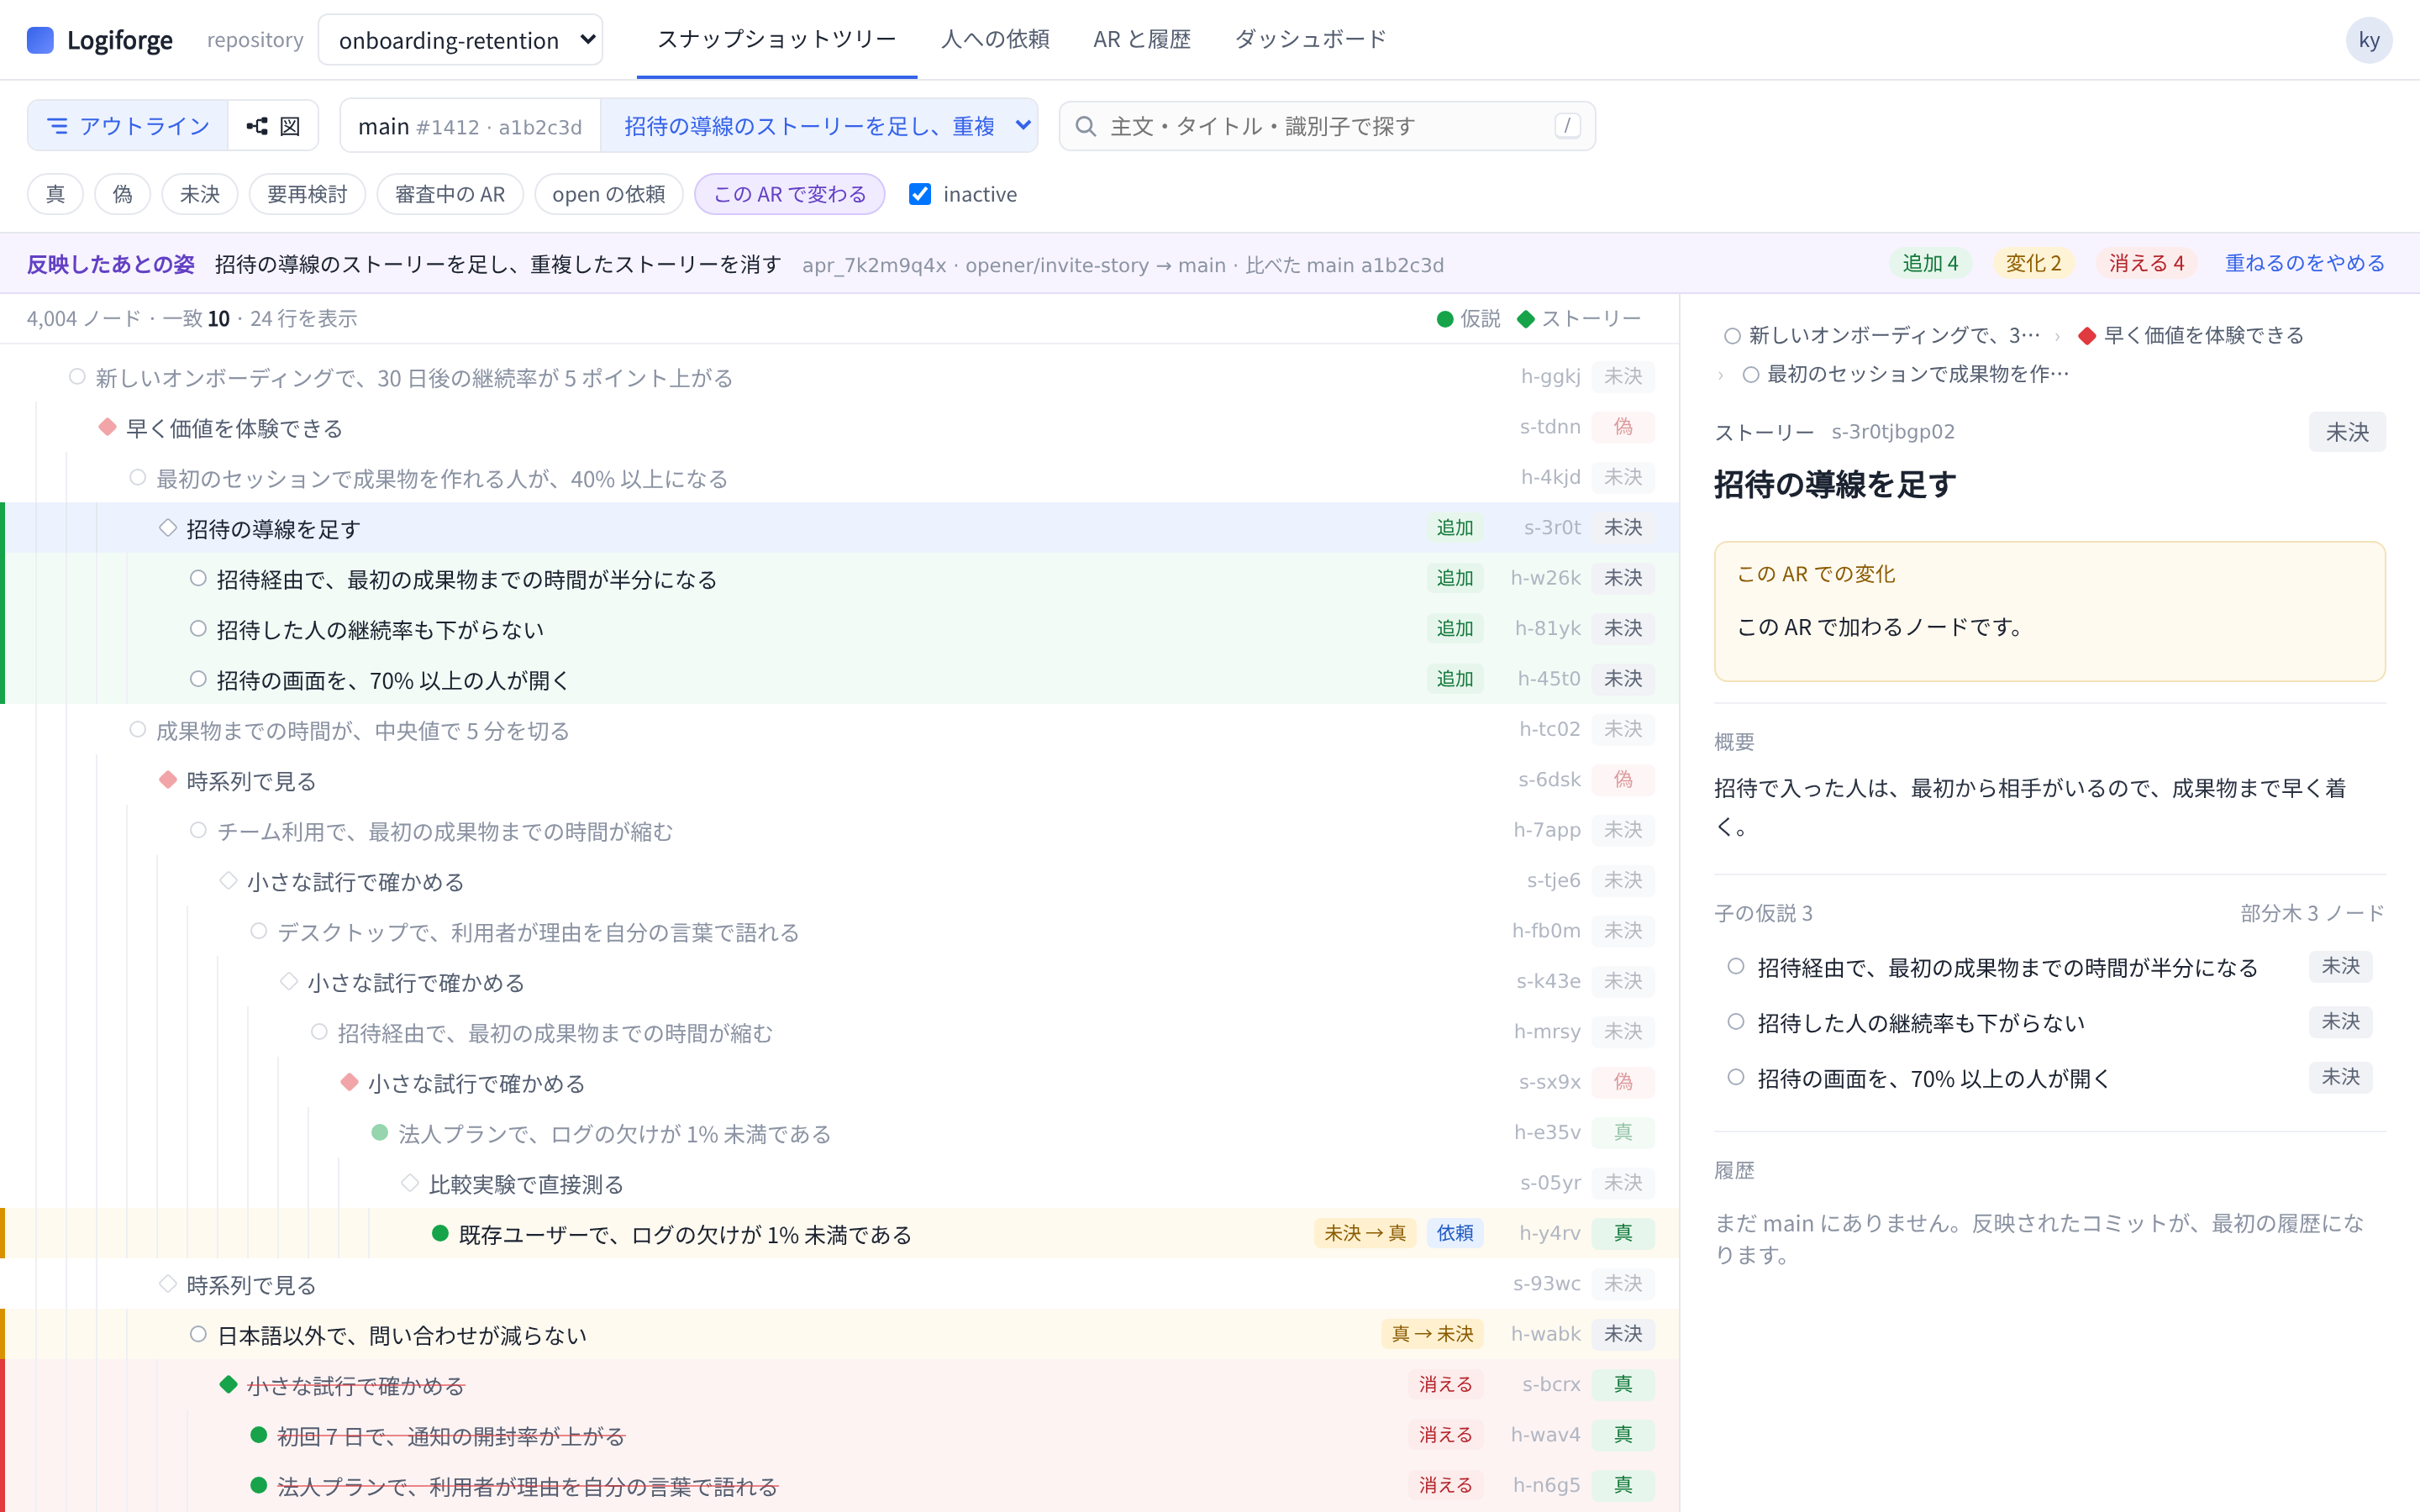 Logiforge repository onboarding-retention スナップショットツリー 人への依頼 AR と履歴 ダッシュボード ky
アウトライン 図 main #1412 · a1b2c3d 招待の導線のストーリーを足し、重複 主文・タイトル・識別子で探す /
真 偽 未決 要再検討 審査中の AR open の依頼 この AR で変わる inactive
反映したあとの姿 招待の導線のストーリーを足し、重複したストーリーを消す apr_7k2m9q4x · opener/invite-story → main · 比べた main a1b2c3d 追加 4 変化 2 消える 4 重ねるのをやめる
4,004 ノード · 一致 10 · 24 行を表示 仮説 ストーリー
新しいオンボーディングで、30 日後の継続率が 5 ポイント上がる h-ggkj 未決
早く価値を体験できる s-tdnn 偽
最初のセッションで成果物を作れる人が、40% 以上になる h-4kjd 未決
招待の導線を足す 追加 s-3r0t 未決
招待経由で、最初の成果物までの時間が半分になる 追加 h-w26k 未決
招待した人の継続率も下がらない 追加 h-81yk 未決
招待の画面を、70% 以上の人が開く 追加 h-45t0 未決
成果物までの時間が、中央値で 5 分を切る h-tc02 未決
時系列で見る s-6dsk 偽
チーム利用で、最初の成果物までの時間が縮む h-7app 未決
小さな試行で確かめる s-tje6 未決
デスクトップで、利用者が理由を自分の言葉で語れる h-fb0m 未決
小さな試行で確かめる s-k43e 未決
招待経由で、最初の成果物までの時間が縮む h-mrsy 未決
小さな試行で確かめる s-sx9x 偽
法人プランで、ログの欠けが 1% 未満である h-e35v 真
比較実験で直接測る s-05yr 未決
既存ユーザーで、ログの欠けが 1% 未満である 未決 → 真 依頼 h-y4rv 真
時系列で見る s-93wc 未決
日本語以外で、問い合わせが減らない 真 → 未決 h-wabk 未決
小さな試行で確かめる 消える s-bcrx 真
初回 7 日で、通知の開封率が上がる 消える h-wav4 真
法人プランで、利用者が理由を自分の言葉で語れる 消える h-n6g5 真
新しいオンボーディングで、3… › 早く価値を体験できる
› 最初のセッションで成果物を作…
ストーリー s-3r0tjbgp02 未決
招待の導線を足す
この AR での変化
この AR で加わるノードです。
概要
招待で入った人は、最初から相手がいるので、成果物まで早く着
く。
子の仮説 3 部分木 3 ノード
招待経由で、最初の成果物までの時間が半分になる 未決
招待した人の継続率も下がらない 未決
招待の画面を、70% 以上の人が開く 未決
履歴
まだ main にありません。反映されたコミットが、最初の履歴にな
ります。